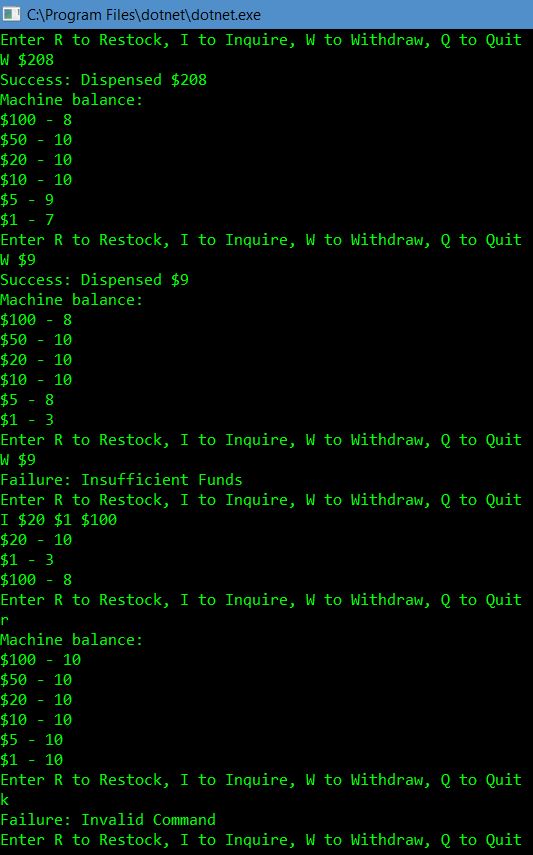 C:\Program Files\dotnet\dotnet.exe
Enter R to Restock, I to Inquire, W to Withdraw, Q to Quit
W $208
Success: Dispensed $208
Machine balance:
$100 - 8
$50 - 10
$20 - 10
$10 - 10
$5 - 9
$1 - 7
Enter R to Restock, I to Inquire, W to Withdraw, Q to Quit
W $9
Success: Dispensed $9
Machine balance:
$100 - 8
$50 - 10
$20 - 10
$10 - 10
$5 - 8
$1 - 3
Enter R to Restock, I to Inquire, W to Withdraw, Q to Quit
W $9
Failure: Insufficient Funds
Enter R to Restock, I to Inquire, W to Withdraw, Q to Quit
I $20 $1 $100
$20 - 10
$1 - 3
$100 - 8
Enter R to Restock, I to Inquire, W to Withdraw, Q to Quit
r
Machine balance:
$100 - 10
$50 - 10
$20 - 10
$10 - 10
$5 - 10
$1 - 10
Enter R to Restock, I to Inquire, W to Withdraw, Q to Quit
k
Failure: Invalid Command
Enter R to Restock, I to Inquire, W to Withdraw, Q to Quit